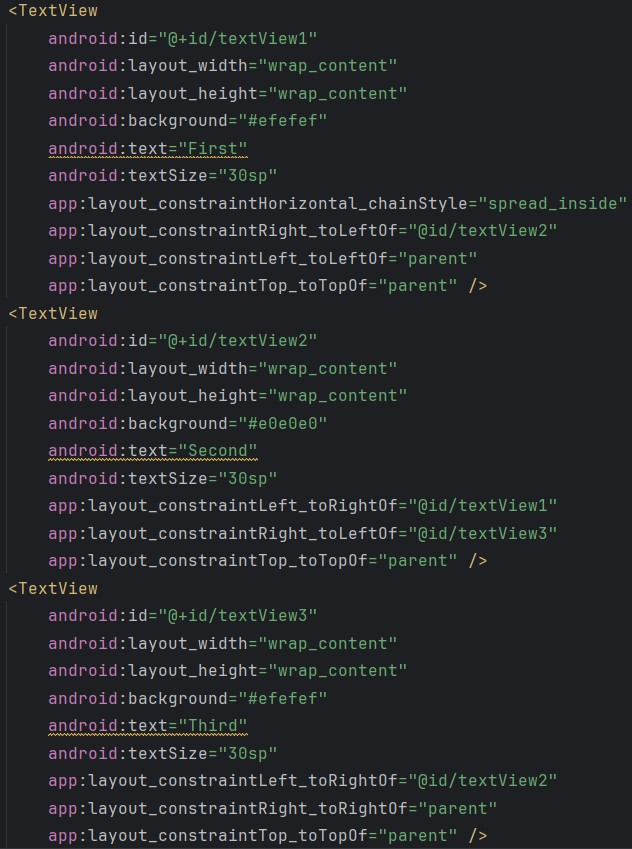 <TextView
android:id="@+id/textView1"
android:layout_width="wrap_content"
android:layout_height="wrap_content"
android:background="#efefef"
android:text="First"
android:textSize="30sp"
app:layout_constraintHorizontal_chainStyle="spread_inside"
app:layout_constraintRight_toLeftOf="@id/textView2"
app:layout_constraintLeft_toLeftOf="parent"
app:layout_constraintTop_toTopOf="parent" />
<TextView
android:id="@+id/textView2"
android:layout_width="wrap_content"
android:layout_height="wrap_content"
android:background="#e0e0e0"
android:text="Second"
android:textSize="30sp"
app:layout_constraintLeft_toRightOf="@id/textView1"
app:layout_constraintRight_toLeftOf="@id/textView3"
app:layout_constraintTop_toTopOf="parent" />
<TextView
android:id="@+id/textView3"
android:layout_width="wrap_content"
android:layout_height="wrap_content"
android:background="#efefef"
android:text="Third"
android:textSize="30sp"
app:layout_constraintLeft_toRightOf="@id/textView2"
app:layout_constraintRight_toRightOf="parent"
app:layout_constraintTop_toTopOf="parent" />